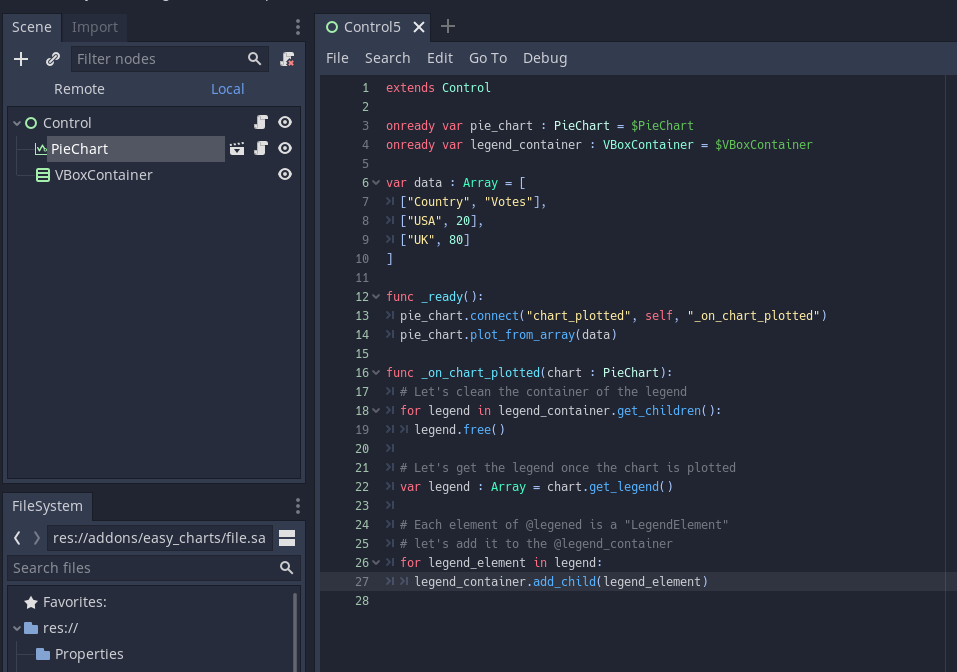 Scene Import
Filter nodes
Remote Local
Control
PieChart
VBoxContainer
FileSystem
res://addons/easy_charts/file.sa
Search files
Favorites:
res://
Properties
Control5
File Search Edit Go To Debug
1 extends Control
2
3 onready var pie_chart : PieChart = $PieChart
4 onready var legend_container : VBoxContainer = $VBoxContainer
5
6 var data : Array = [
7 ["Country", "Votes"],
8 ["USA", 20],
9 ["UK", 80]
10 ]
11
12 func _ready():
13 pie_chart.connect("chart_plotted", self, "_on_chart_plotted")
14 pie_chart.plot_from_array(data)
15
16 func _on_chart_plotted(chart : PieChart):
17 # Let's clean the container of the legend
18 for legend in legend_container.get_children():
19 legend.free()
20
21 # Let's get the legend once the chart is plotted
22 var legend : Array = chart.get_legend()
23
24 # Each element of @legened is a "LegendElement"
25 # let's add it to the @legend_container
26 for legend_element in legend:
27 legend_container.add_child(legend_element)
28